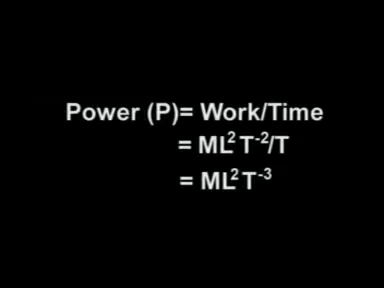 Power (P)= Work/Time
= ML² T⁻²/T
= ML² T⁻³